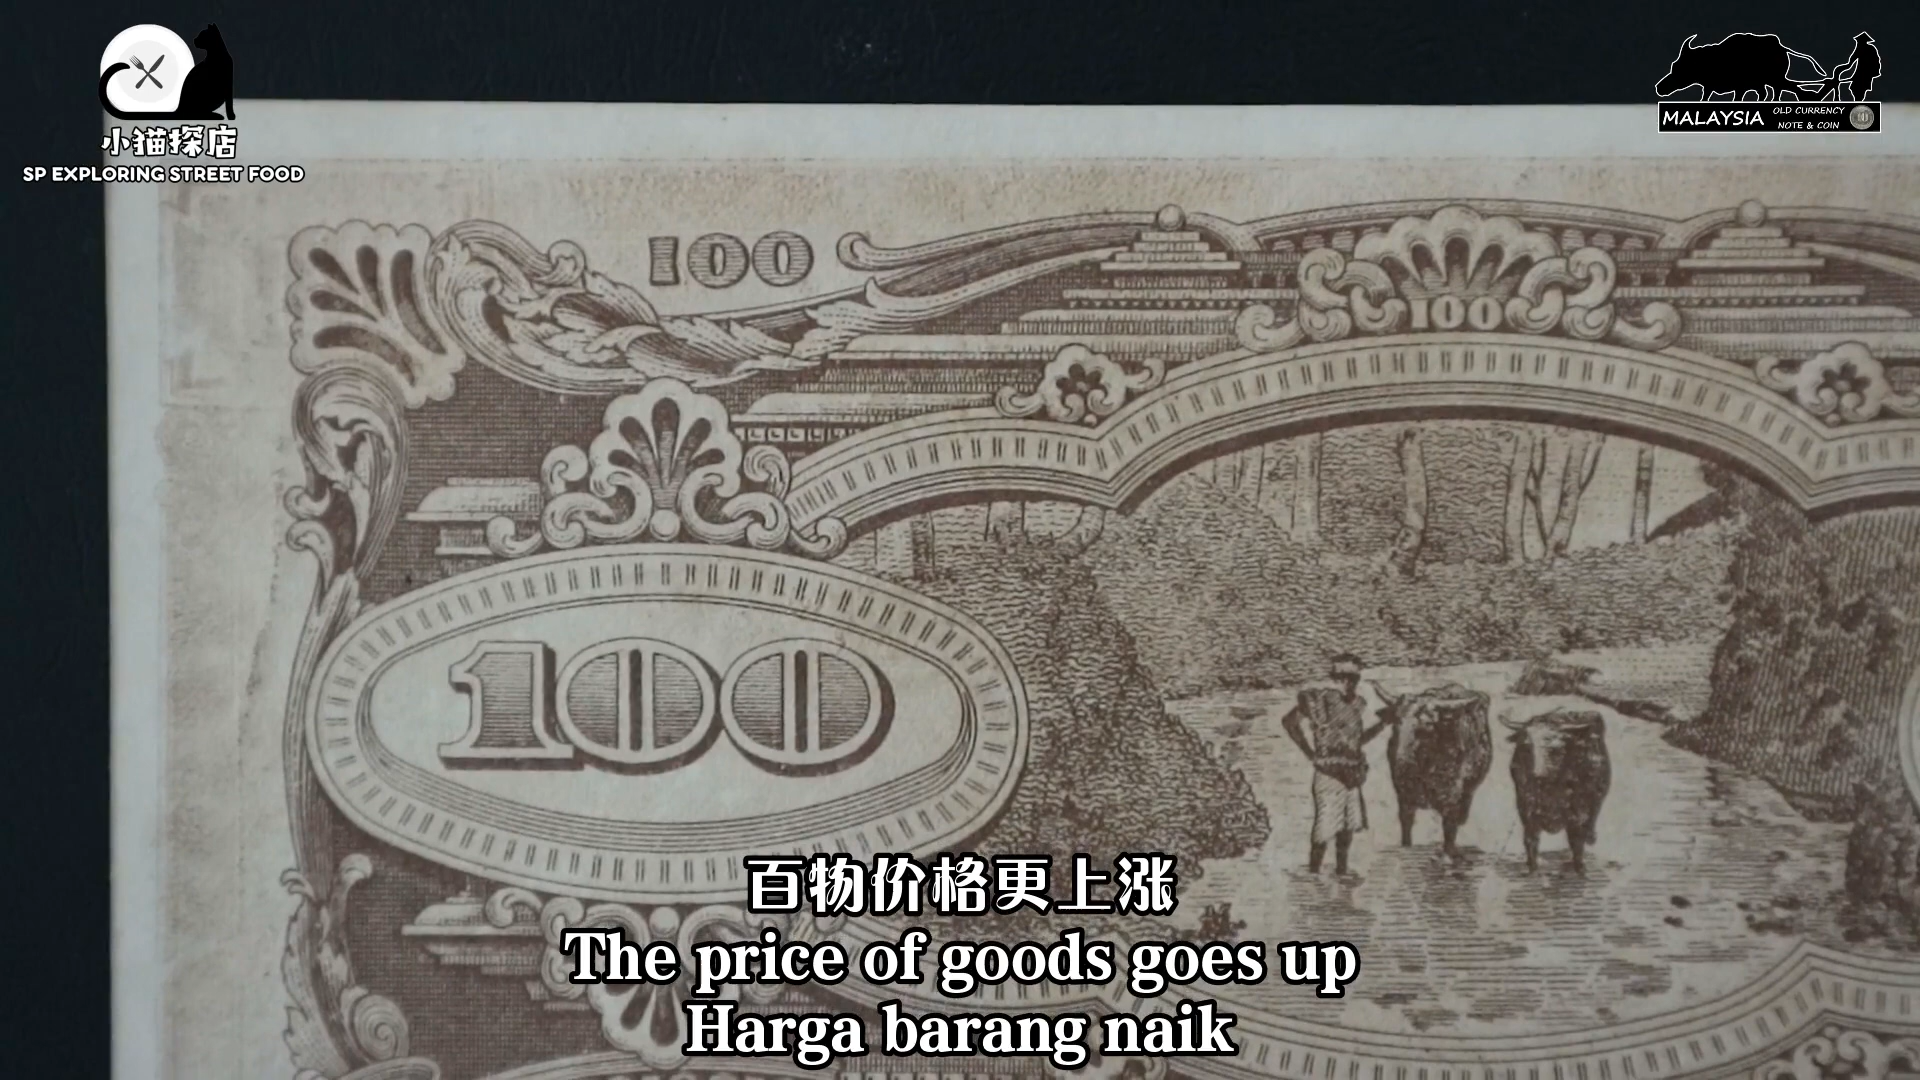 小猫探店
SP EXPLORING STREET FOOD
MALAYSIA
OLD CURRENCY
NOTE & COIN
100
100
100
百物价格更上涨
The price of goods goes up
Harga barang naik